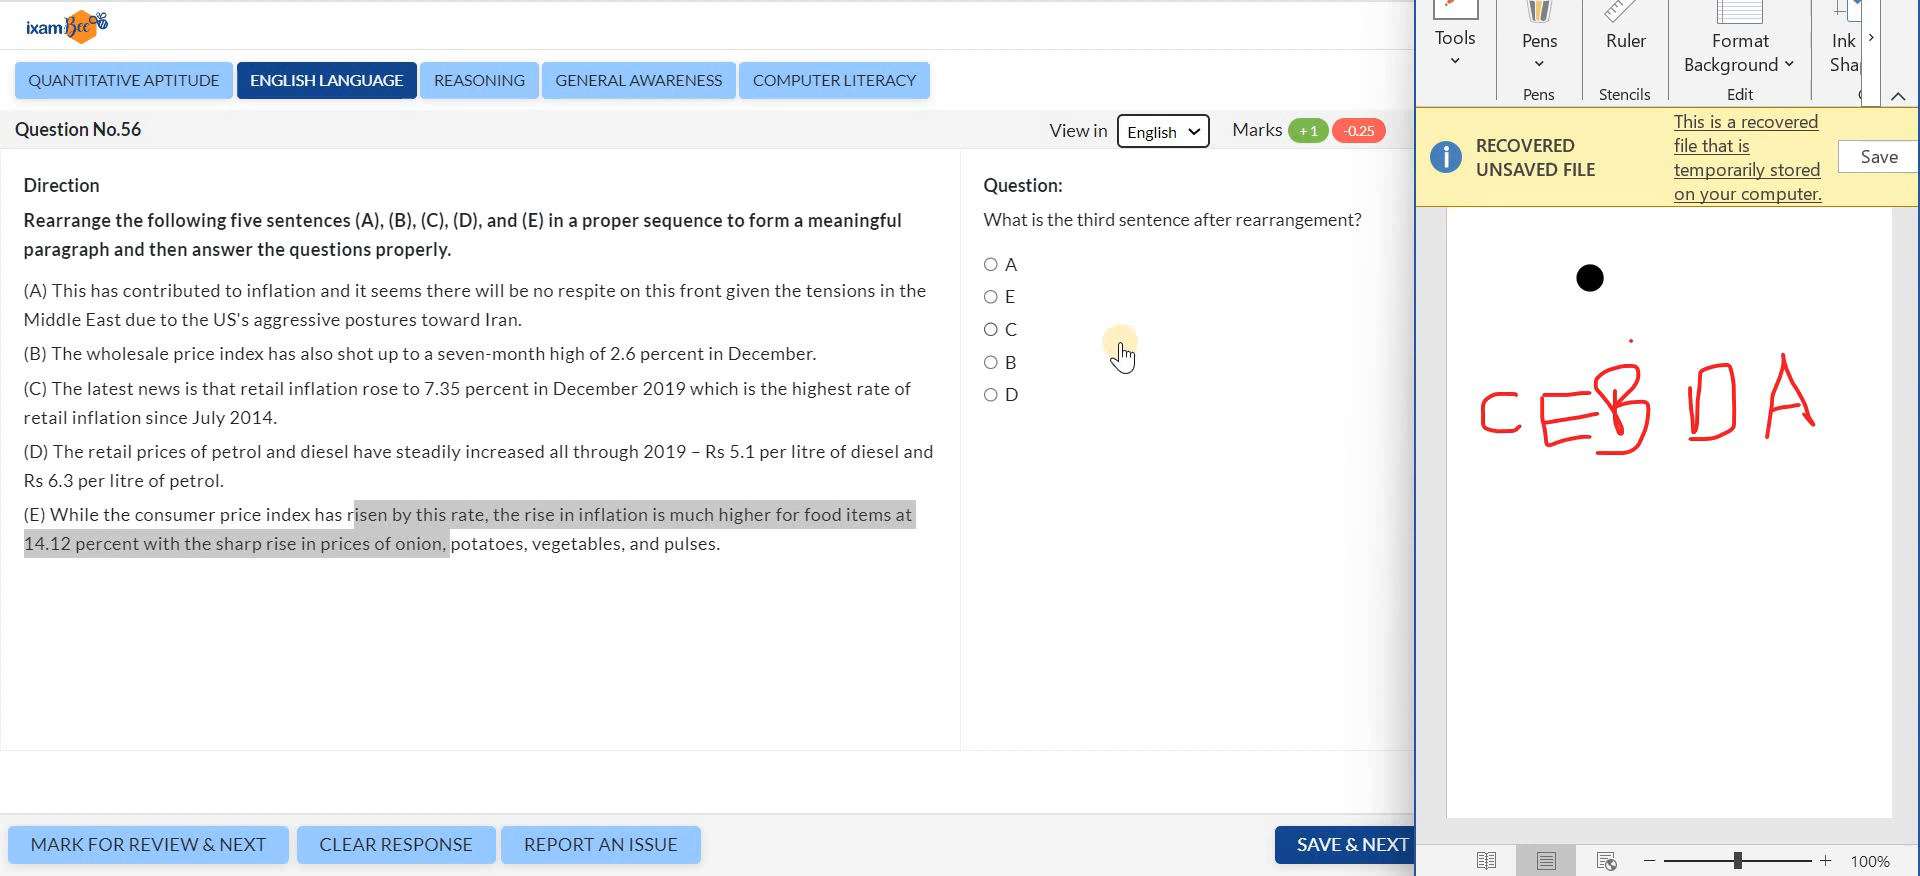 ixamBee
QUANTITATIVE APTITUDE ENGLISH LANGUAGE REASONING GENERAL AWARENESS COMPUTER LITERACY
Question No.56
View in English Marks +1 -0.25
Direction
Rearrange the following five sentences (A), (B), (C), (D), and (E) in a proper sequence to form a meaningful
paragraph and then answer the questions properly.
(A) This has contributed to inflation and it seems there will be no respite on this front given the tensions in the
Middle East due to the US's aggressive postures toward Iran.
(B) The wholesale price index has also shot up to a seven-month high of 2.6 percent in December.
(C) The latest news is that retail inflation rose to 7.35 percent in December 2019 which is the highest rate of
retail inflation since July 2014.
(D) The retail prices of petrol and diesel have steadily increased all through 2019 – Rs 5.1 per litre of diesel and
Rs 6.3 per litre of petrol.
(E) While the consumer price index has risen by this rate, the rise in inflation is much higher for food items at
14.12 percent with the sharp rise in prices of onion, potatoes, vegetables, and pulses.
Question:
What is the third sentence after rearrangement?
A
E
C
B
D
MARK FOR REVIEW & NEXT CLEAR RESPONSE REPORT AN ISSUE SAVE & NEXT
Tools Pens Ruler Format Ink
Background Sha
Pens Stencils Edit
RECOVERED
UNSAVED FILE
This is a recovered
file that is
temporarily stored
on your computer.
Save
C E B D A
100%